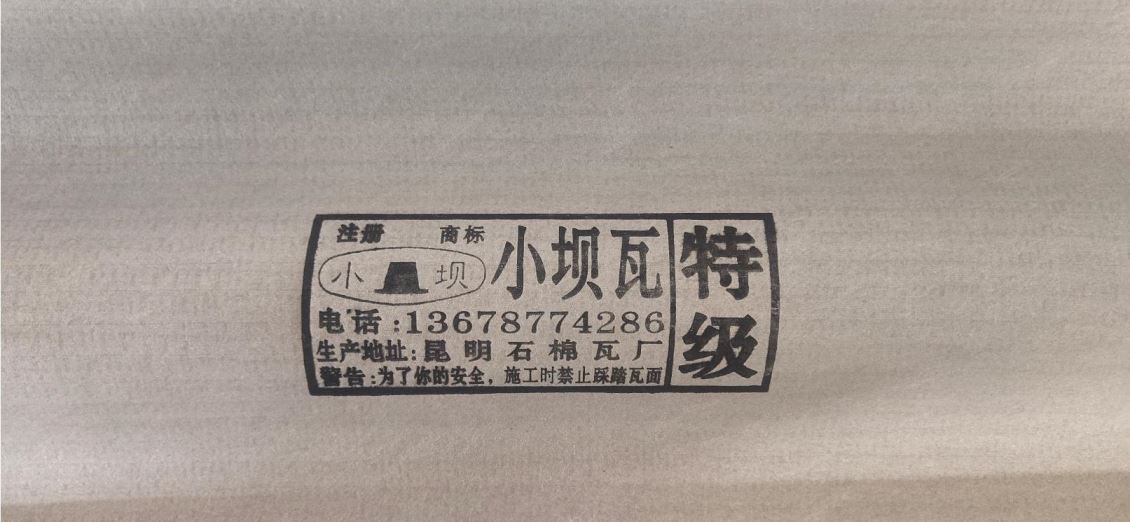 注册 商标
小 坝
小坝瓦
电话:13678774286
生产地址:昆明石棉瓦厂
警告:为了你的安全，施工时禁止踩踏瓦面
特级